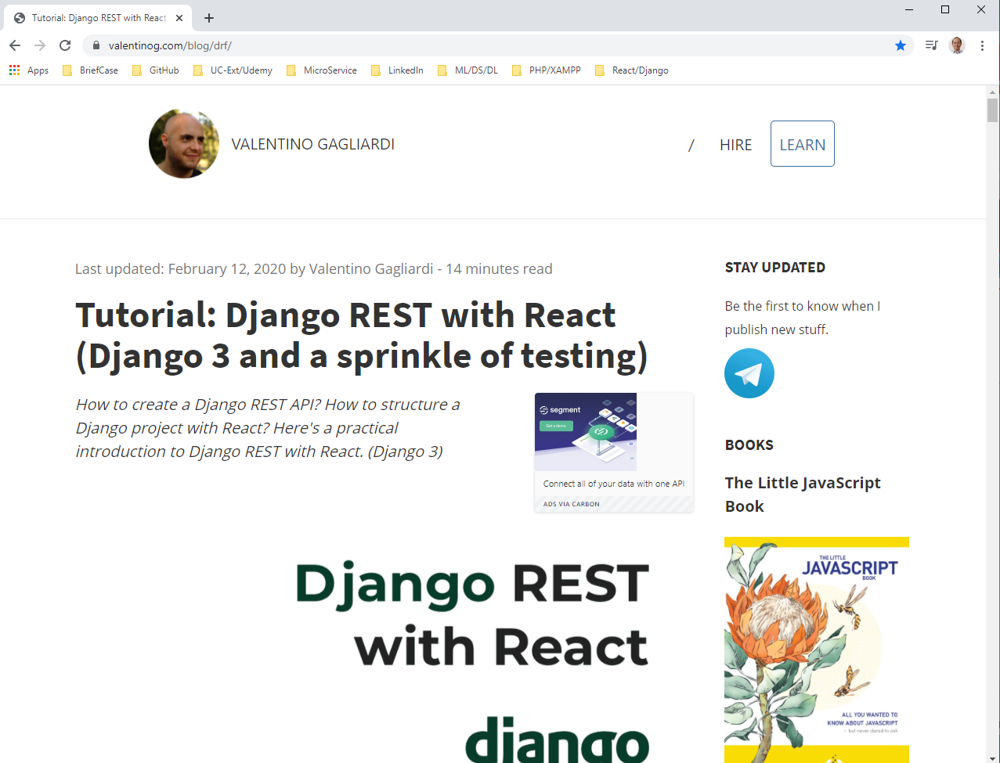 Tutorial: Django REST with React
valentinog.com/blog/drf/
Apps BriefCase GitHub UC-Ext/Udemy MicroService LinkedIn ML/DS/DL PHP/XAMPP React/Django
VALENTINO GAGLIARDI
/ HIRE LEARN
Last updated: February 12, 2020 by Valentino Gagliardi - 14 minutes read
Tutorial: Django REST with React
(Django 3 and a sprinkle of testing)
How to create a Django REST API? How to structure a
Django project with React? Here's a practical
introduction to Django REST with React. (Django 3)
segment
Get a demo
Connect all of your data with one API
ADS VIA CARBON
Django REST
with React
django
STAY UPDATED
Be the first to know when I
publish new stuff.
BOOKS
The Little JavaScript
Book
THE LITTLE
JAVASCRIPT
BOOK
ALL YOU WANTED TO
KNOW ABOUT JAVASCRIPT
— but never dared to ask